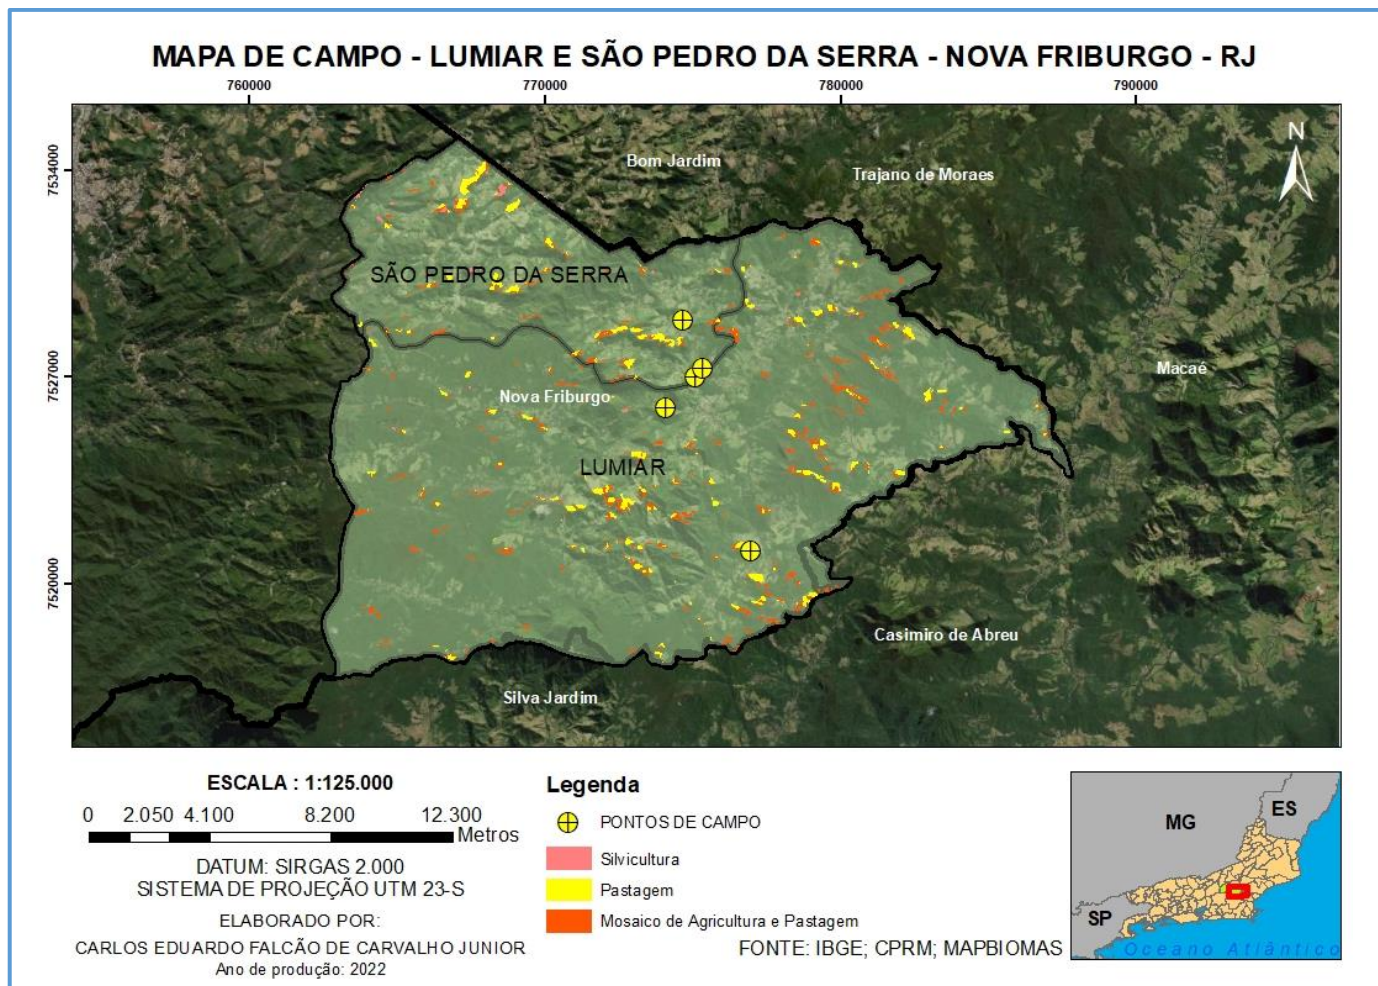 MAPA DE CAMPO - LUMIAR E SÃO PEDRO DA SERRA - NOVA FRIBURGO - RJ
760000 770000 780000 790000
7534000
7527000
7520000
N
Bom Jardim
Trajano de Moraes
SÃO PEDRO DA SERRA
Macaé
Nova Friburgo
LUMIAR
Casimiro de Abreu
Silva Jardim
ESCALA : 1:125.000
0 2.050 4.100 8.200 12.300
Metros
DATUM: SIRGAS 2.000
SISTEMA DE PROJEÇÃO UTM 23-S
ELABORADO POR:
CARLOS EDUARDO FALCÃO DE CARVALHO JUNIOR
Ano de produção: 2022
Legenda
PONTOS DE CAMPO
Silvicultura
Pastagem
Mosaico de Agricultura e Pastagem
FONTE: IBGE; CPRM; MAPBIOMAS
MG
ES
SP
Oceano Atlântico